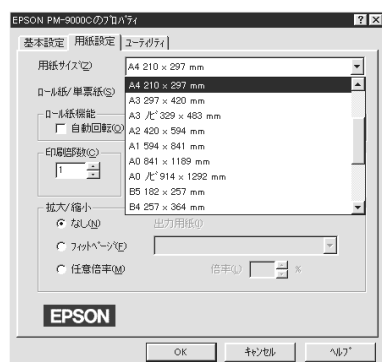 EPSON PM-9000Cのﾌﾟﾛﾊﾟﾃｨ
基本設定 用紙設定 ﾕｰﾃｨﾘﾃｨ
用紙ｻｲｽﾞ(Z) A4 210 x 297 mm
ﾛｰﾙ紙/単票紙(S)
A4 210 x 297 mm
A3 297 x 420 mm
A3 ﾉﾋﾞ 329 x 483 mm
A2 420 x 594 mm
A1 594 x 841 mm
A0 841 x 1189 mm
A0 ﾉﾋﾞ 914 x 1292 mm
B5 182 x 257 mm
B4 257 x 364 mm
ﾛｰﾙ紙機能
自動回転(O)
印刷部数(C)
1
拡大/縮小
なし(N) 出力用紙(I)
ﾌｨｯﾄﾍﾟｰｼﾞ(F)
任意倍率(M) 倍率(L) %
EPSON
OK ｷｬﾝｾﾙ ﾍﾙﾌﾟ